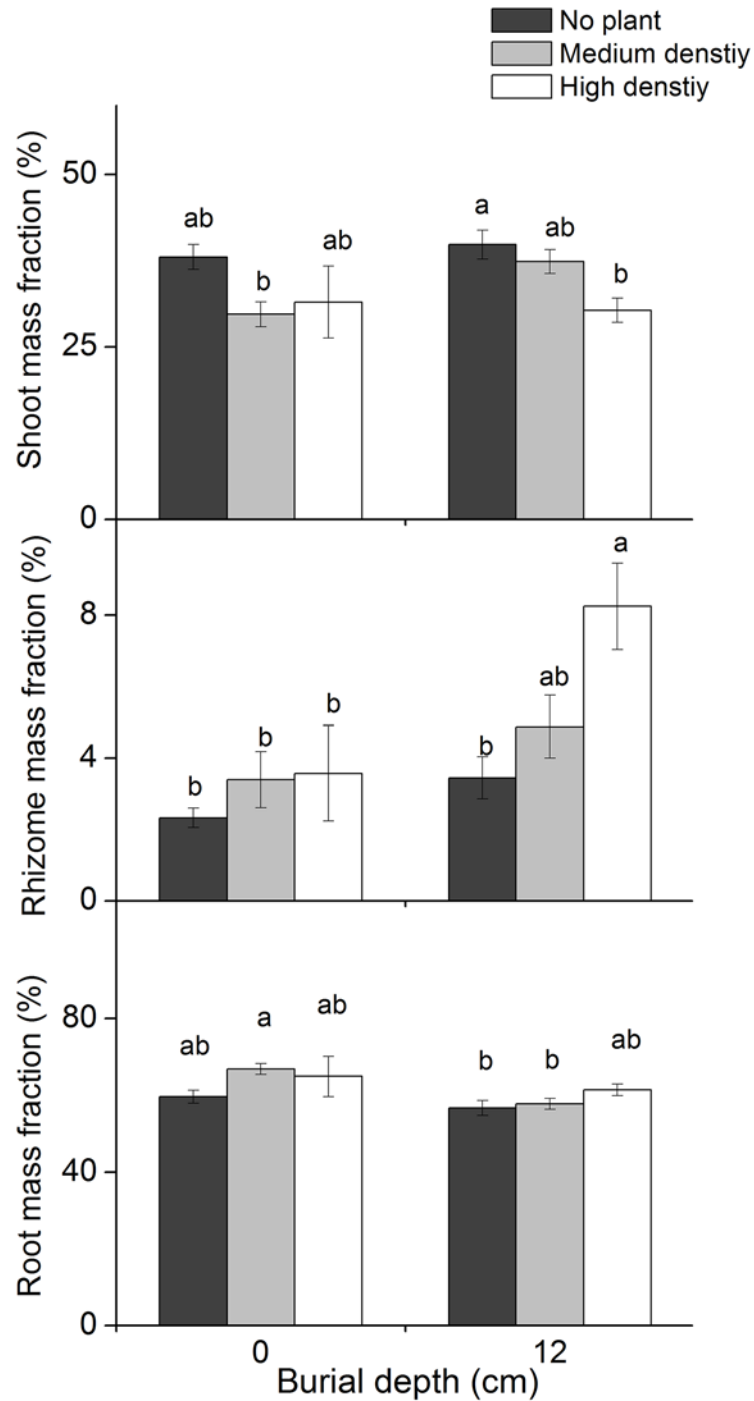 No plant
Medium denstiy
High denstiy
Shoot mass fraction (%)
50
25
0
ab
b
ab
a
ab
b
Rhizome mass fraction (%)
8
4
0
b
b
b
b
ab
a
Root mass fraction (%)
80
40
0
ab
a
ab
b
b
ab
0
12
Burial depth (cm)